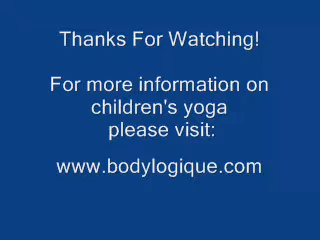 Thanks For Watching!
For more information on
children's yoga
please visit:
www.bodylogique.com